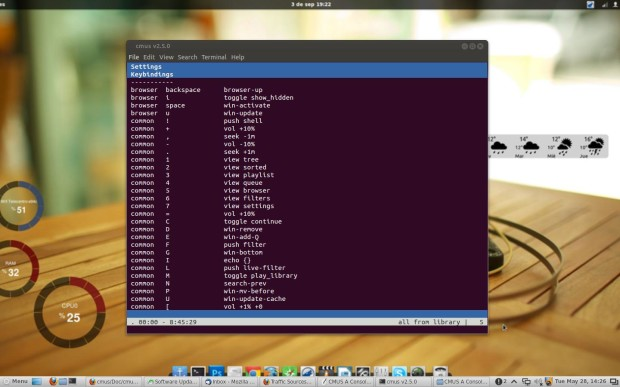 3 de sep 19:22
cmus v2.5.0
File Edit View Search Terminal Help
Settings
Keybindings
-----------
browser backspace browser-up
browser i toggle show_hidden
browser space win-activate
browser u win-update
common ! push shell
common + vol +10%
common , seek -1m
common - vol -10%
common . seek +1m
common 1 view tree
common 2 view sorted
common 3 view playlist
common 4 view queue
common 5 view browser
common 6 view filters
common 7 view settings
common = vol +10%
common C toggle continue
common D win-remove
common E win-add-Q
common F push filter
common G win-bottom
common I echo {}
common L push live-filter
common M toggle play_library
common N search-prev
common P win-mv-before
common U win-update-cache
common [ vol +1% +0
. 00:00 - 8:45:29 all from library | S
12° 14° 12° 16°
Mar Mié Jue
% 51
RAM
% 32
CPU0
% 25
Menu
cmus/Doc/cmu...
Software Upda...
Inbox - Mozilla ...
Traffic Sources...
CMUS A Consol...
cmus v2.5.0
CMUS A Consol...
2
Tue May 28, 14:26